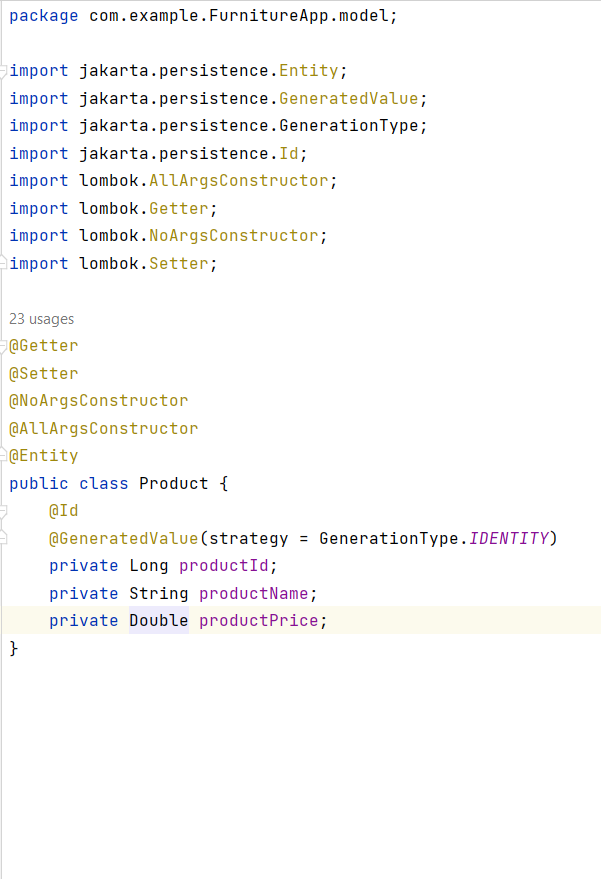 package com.example.FurnitureApp.model;
import jakarta.persistence.Entity;
import jakarta.persistence.GeneratedValue;
import jakarta.persistence.GenerationType;
import jakarta.persistence.Id;
import lombok.AllArgsConstructor;
import lombok.Getter;
import lombok.NoArgsConstructor;
import lombok.Setter;
23 usages
@Getter
@Setter
@NoArgsConstructor
@AllArgsConstructor
@Entity
public class Product {
    @Id
    @GeneratedValue(strategy = GenerationType.IDENTITY)
    private Long productId;
    private String productName;
    private Double productPrice;
}